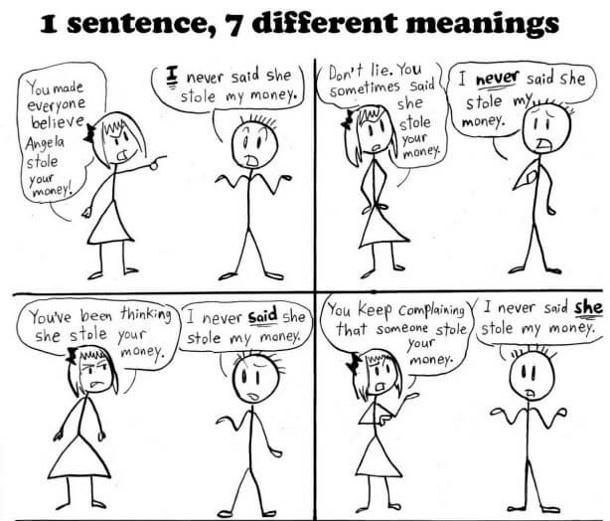 1 sentence, 7 different meanings
You made
everyone
believe
Angela
stole
your
money!
I never said she
stole my money.
Don't lie. You
sometimes said
she
stole
your
money.
I never said she
stole my
money.
You've been thinking
she stole your
money.
I never said she
stole my money.
You keep complaining
that someone stole
your
money.
I never said she
stole my money.